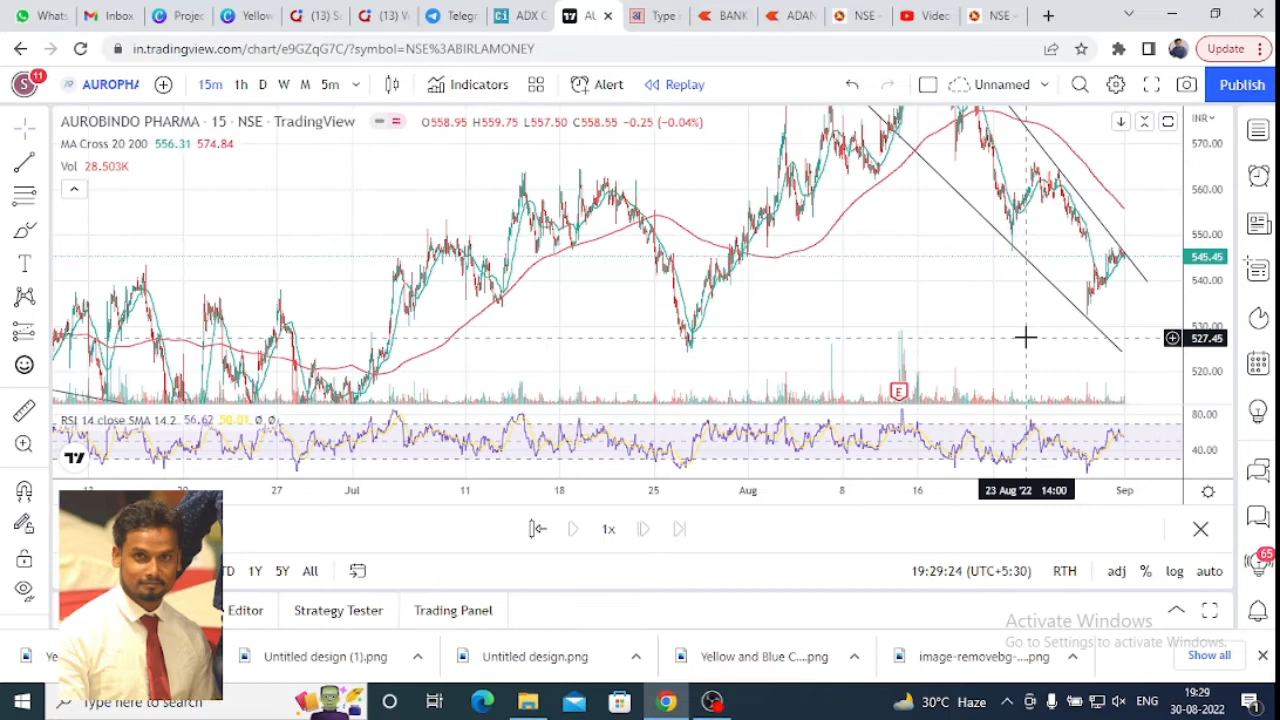 Whats
M Inbox
Projec
Yellow
(13) S
(13) W
Telegr
ADX C
AU
Type
BANK
ADAN
NSE -
Videc
NSE -
in.tradingview.com/chart/e9GZqG7C/?symbol=NSE%3ABIRLAMONEY
Update
S 11 AUROPHA 15m 1h D W M 5m Indicators Alert Replay Unnamed Publish
AUROBINDO PHARMA · 15 · NSE · TradingView O558.95 H559.75 L557.50 C558.55 -0.25 (-0.04%) INR
MA Cross 20 200 556.31 574.84
Vol 28.503K
570.00
560.00
550.00
545.45
540.00
530.00
527.45
520.00
E
RSI 14 close SMA 14 2 56.62 50.01 Ø Ø
80.00
40.00
27 Jul 11 18 25 Aug 8 16 23 Aug '22 14:00 Sep
1x
1Y 5Y All 19:29:24 (UTC+5:30) RTH adj % log auto
65
Editor Strategy Tester Trading Panel
Activate Windows
Go to Settings to activate Windows.
Ye Untitled design (1).png Untitled design.png Yellow and Blue C....png image-removebg-....png Show all
Type here to search 30°C Haze ENG 19:29
30-08-2022
1